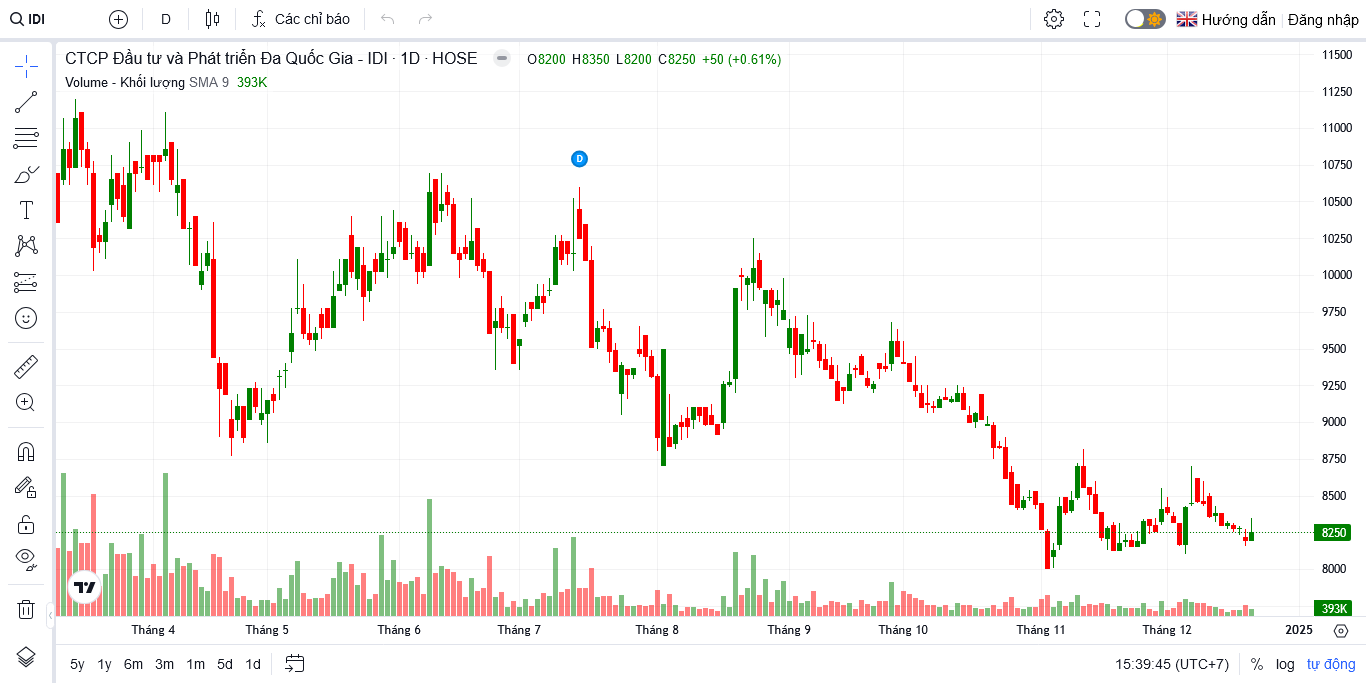 IDI D Các chỉ báo Hướng dẫn Đăng nhập
CTCP Đầu tư và Phát triển Đa Quốc Gia - IDI · 1D · HOSE O8200 H8350 L8200 C8250 +50 (+0.61%)
Volume - Khối lượng SMA 9 393K
D
11500
11250
11000
10750
10500
10250
10000
9750
9500
9250
9000
8750
8500
8250
8000
393K
Tháng 4 Tháng 5 Tháng 6 Tháng 7 Tháng 8 Tháng 9 Tháng 10 Tháng 11 Tháng 12 2025
5y 1y 6m 3m 1m 5d 1d 15:39:45 (UTC+7) % log tự động